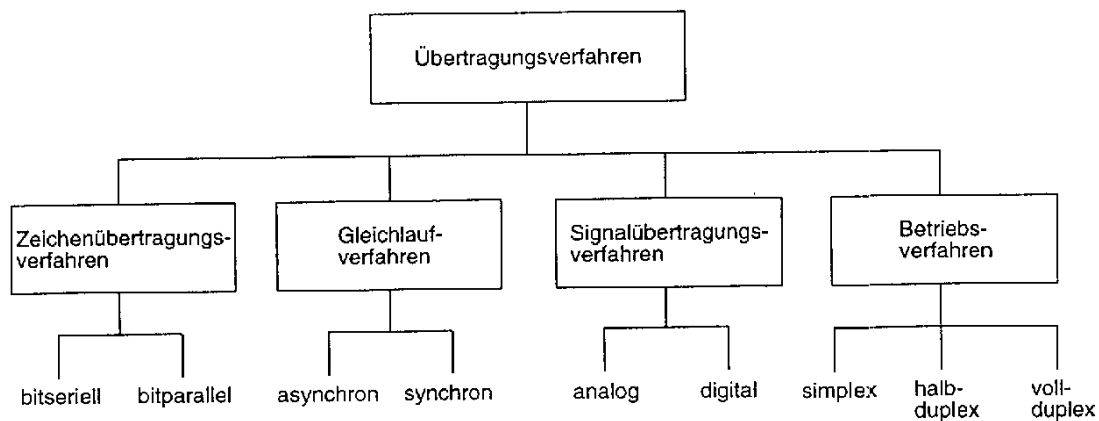 Übertragungsverfahren
Zeichenübertragungs-
verfahren
Gleichlauf-
verfahren
Signalübertragungs-
verfahren
Betriebs-
verfahren
bitseriell
bitparallel
asynchron
synchron
analog
digital
simplex
halb-
duplex
voll-
duplex